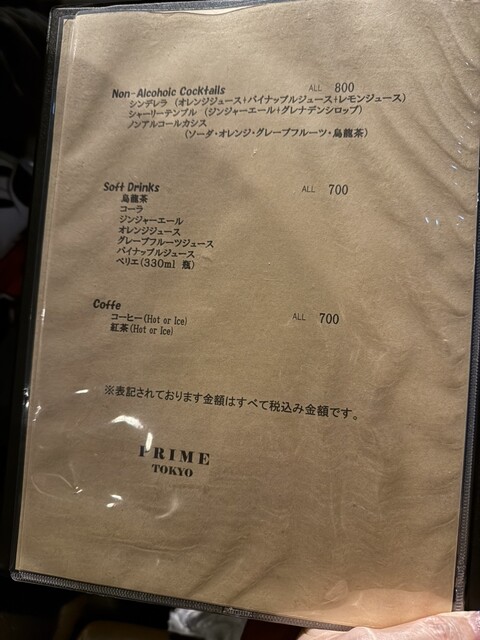 Non-Alcoholc Cocktails ALL 800
シンデレラ (オレンジジュース+パイナップルジュース+レモンジュース)
シャーリーテンプル (ジンジャーエール+グレナデンシロップ)
ノンアルコールカシス
(ソーダ・オレンジ・グレープフルーツ・烏龍茶)
Soft Drinks ALL 700
烏龍茶
コーラ
ジンジャーエール
オレンジジュース
グレープフルーツジュース
パイナップルジュース
ペリエ(330ml 瓶)
Coffe ALL 700
コーヒー(Hot or Ice)
紅茶(Hot or Ice)
※表記されております金額はすべて税込み金額です。
PRIME
TOKYO